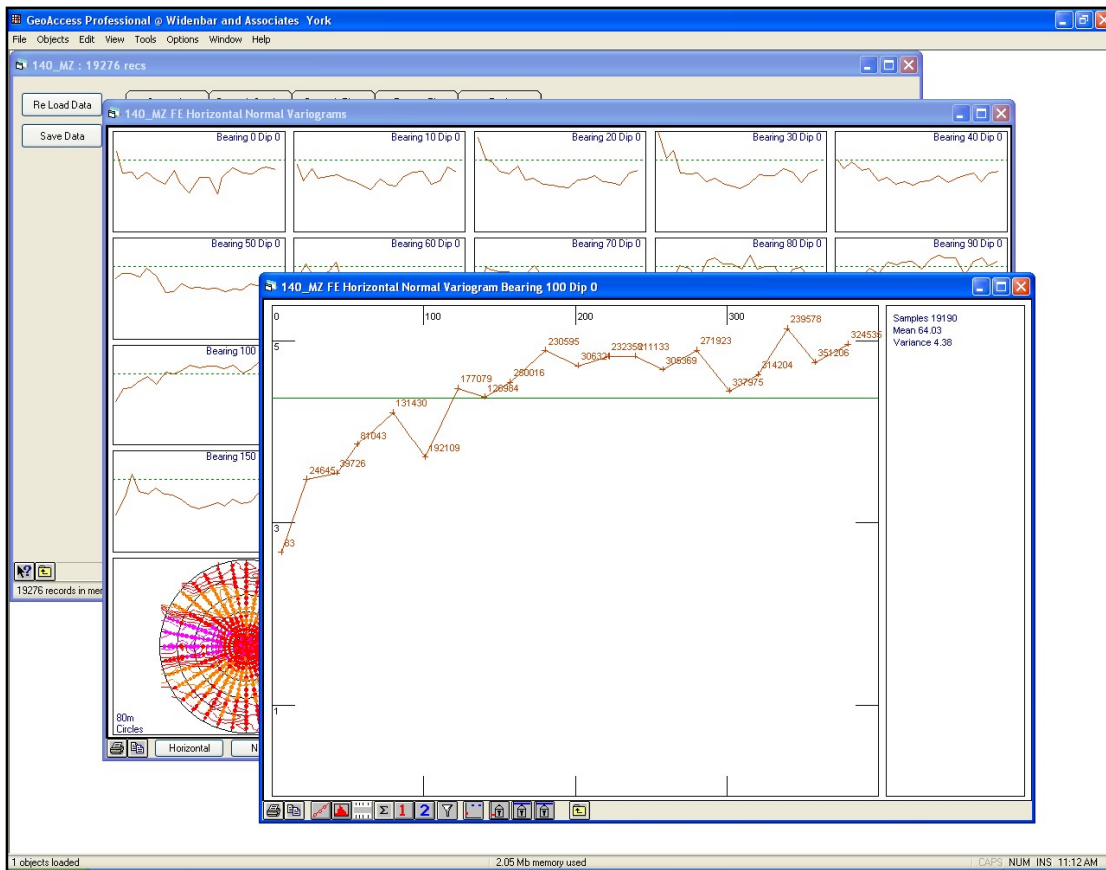 GeoAccess Professional @ Widenbar and Associates York
File Objects Edit View Tools Options Window Help
140_MZ : 19276 recs
Re Load Data
Save Data
140_MZ FE Horizontal Normal Variograms
Bearing 0 Dip 0
Bearing 10 Dip 0
Bearing 20 Dip 0
Bearing 30 Dip 0
Bearing 40 Dip 0
Bearing 50 Dip 0
Bearing 60 Dip 0
Bearing 70 Dip 0
Bearing 80 Dip 0
Bearing 90 Dip 0
Bearing 100
Bearing 150
80m
Circles
Horizontal
N
140_MZ FE Horizontal Normal Variogram Bearing 100 Dip 0
0 100 200 300
5
3
1
83
24645
39726
81043
131430
192109
177079
126984
280016
230595
306321
232359
211133
305369
271923
337975
314204
239578
351206
324536
Samples 19190
Mean 64.03
Variance 4.38
Σ 1 2
19276 records in mem
1 objects loaded
2.05 Mb memory used
CAPS NUM INS 11:12 AM